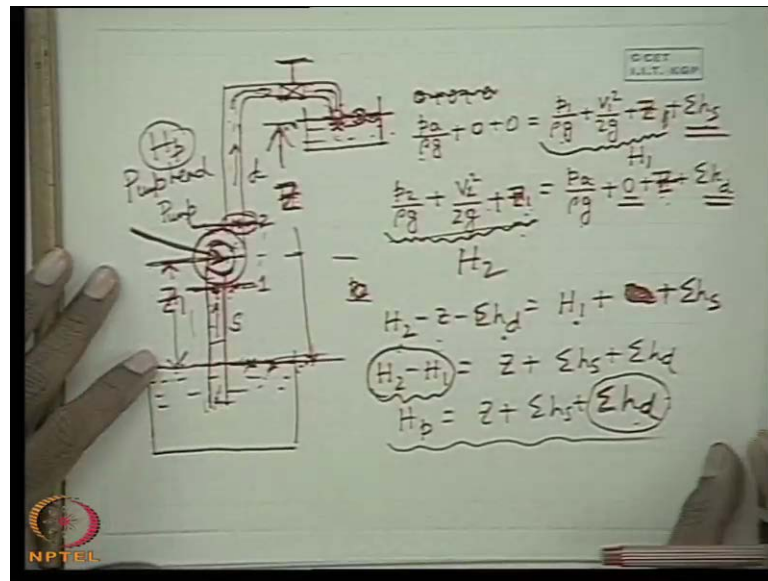 C CET
I.I.T. KGP
pa/ρg + 0 + 0 = p1/ρg + V1²/2g + Z1 + Σhs
H1
p2/ρg + V2²/2g + Z1 = pa/ρg + 0 + Z + Σhd
H2
H2 - Z - Σhd = H1 + Σhs
H2 - H1 = Z + Σhs + Σhd
Hp = Z + Σhs + Σhd
Hp
Pump head
Pump
d
Z
2
Z1
1
S
NPTEL